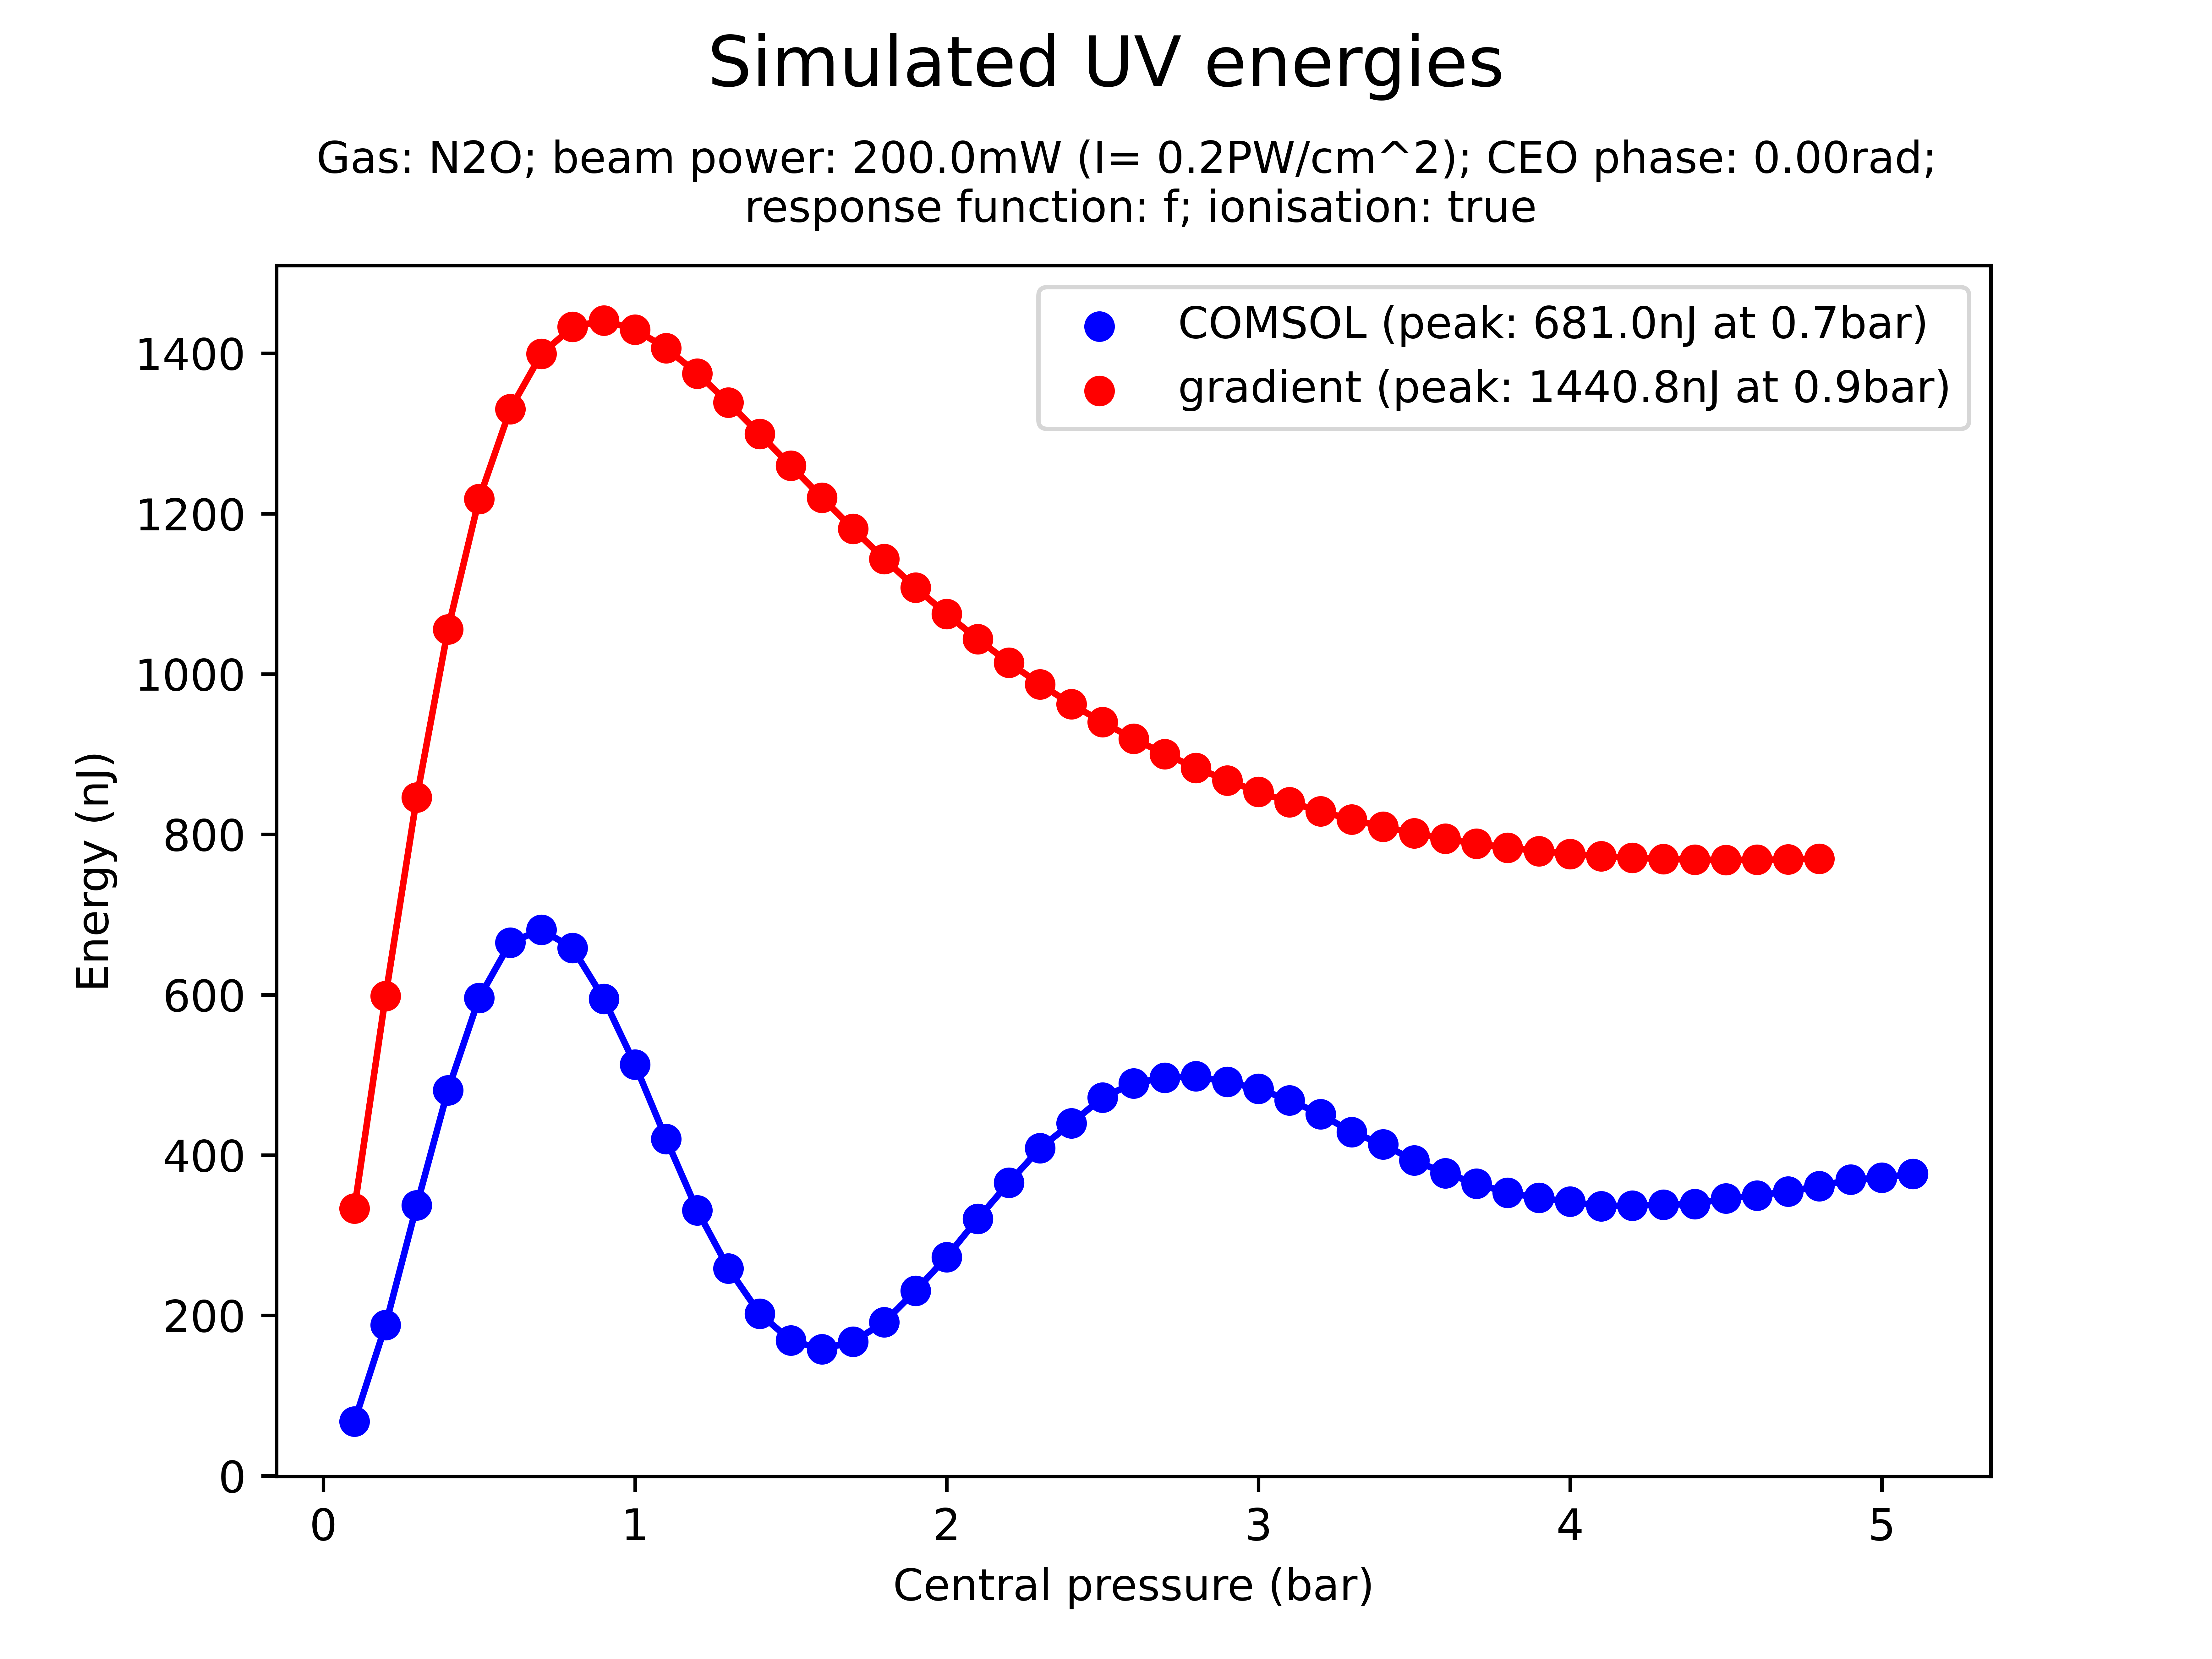 Simulated UV energies
Gas: N2O; beam power: 200.0mW (I= 0.2PW/cm^2); CEO phase: 0.00rad;
response function: f; ionisation: true
COMSOL (peak: 681.0nJ at 0.7bar)
gradient (peak: 1440.8nJ at 0.9bar)
1400
1200
1000
800
600
400
200
0
Energy (nJ)
0 1 2 3 4 5
Central pressure (bar)